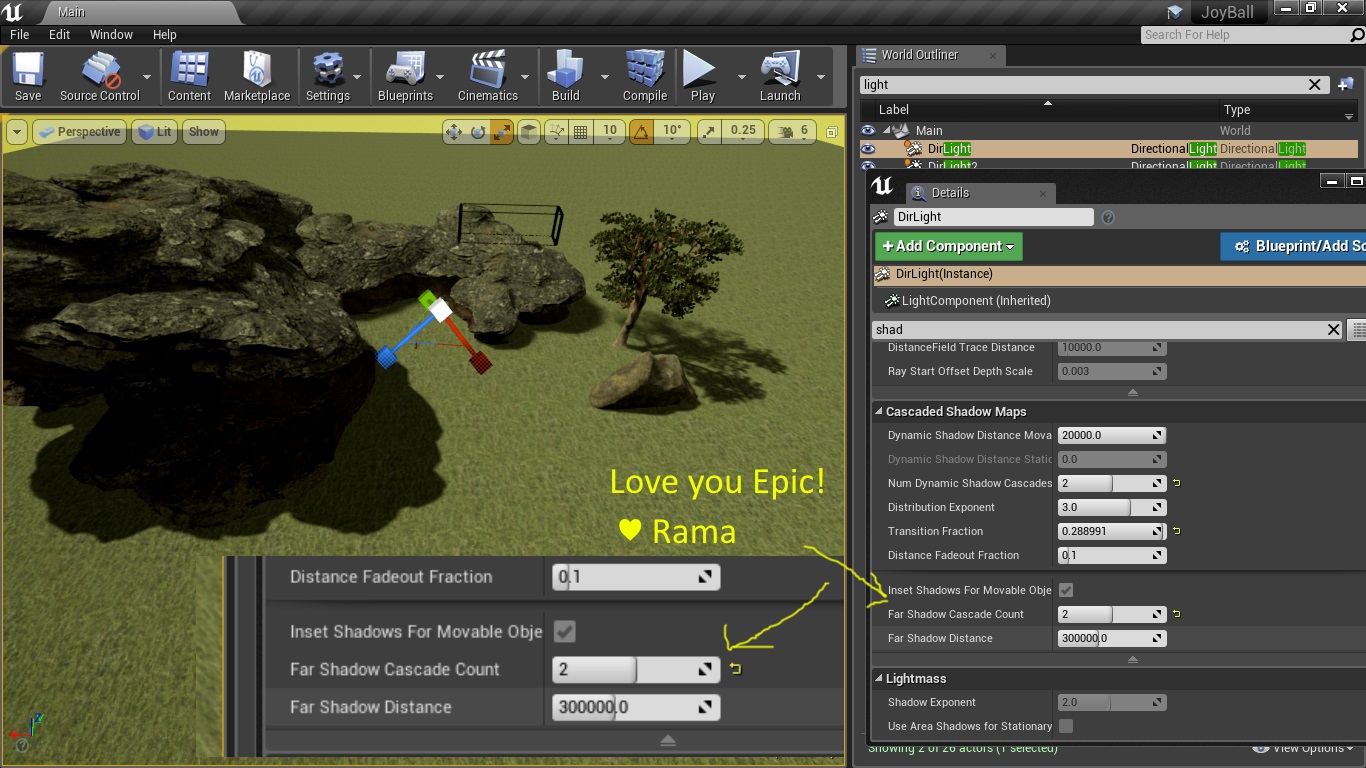 Main
JoyBall
File Edit Window Help
Search For Help
Save Source Control Content Marketplace Settings Blueprints Cinematics Build Compile Play Launch
Perspective Lit Show 10 10° 0.25 6
World Outliner
light
Label Type
Main World
DirLight DirectionalLight DirectionalLight
DirLight2 DirectionalLight DirectionalLight
Details
DirLight
+Add Component Blueprint/Add Sc
DirLight(Instance)
LightComponent (Inherited)
shad
DistanceField Trace Distance 10000.0
Ray Start Offset Depth Scale 0.003
Cascaded Shadow Maps
Dynamic Shadow Distance Mova 20000.0
Dynamic Shadow Distance Static 0.0
Num Dynamic Shadow Cascades 2
Distribution Exponent 3.0
Transition Fraction 0.288991
Distance Fadeout Fraction 0.1
Inset Shadows For Movable Obje
Far Shadow Cascade Count 2
Far Shadow Distance 300000.0
Lightmass
Shadow Exponent 2.0
Use Area Shadows for Stationary
Showing 2 of 26 actors (1 selected) View Options
Love you Epic!
♥ Rama
Distance Fadeout Fraction 0.1
Inset Shadows For Movable Obje
Far Shadow Cascade Count 2
Far Shadow Distance 300000.0